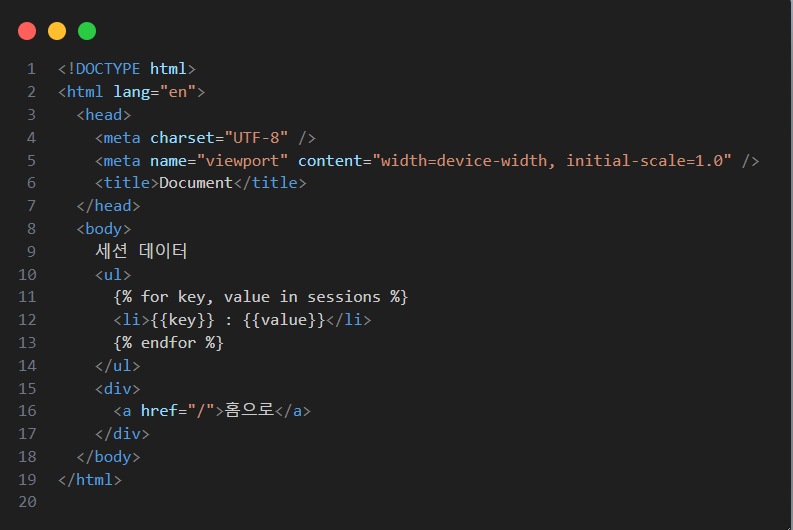 1 <!DOCTYPE html>
2 <html lang="en">
3   <head>
4     <meta charset="UTF-8" />
5     <meta name="viewport" content="width=device-width, initial-scale=1.0" />
6     <title>Document</title>
7   </head>
8   <body>
9     세션 데이터
10     <ul>
11       {% for key, value in sessions %}
12       <li>{{key}} : {{value}}</li>
13       {% endfor %}
14     </ul>
15     <div>
16       <a href="/">홈으로</a>
17     </div>
18   </body>
19 </html>
20